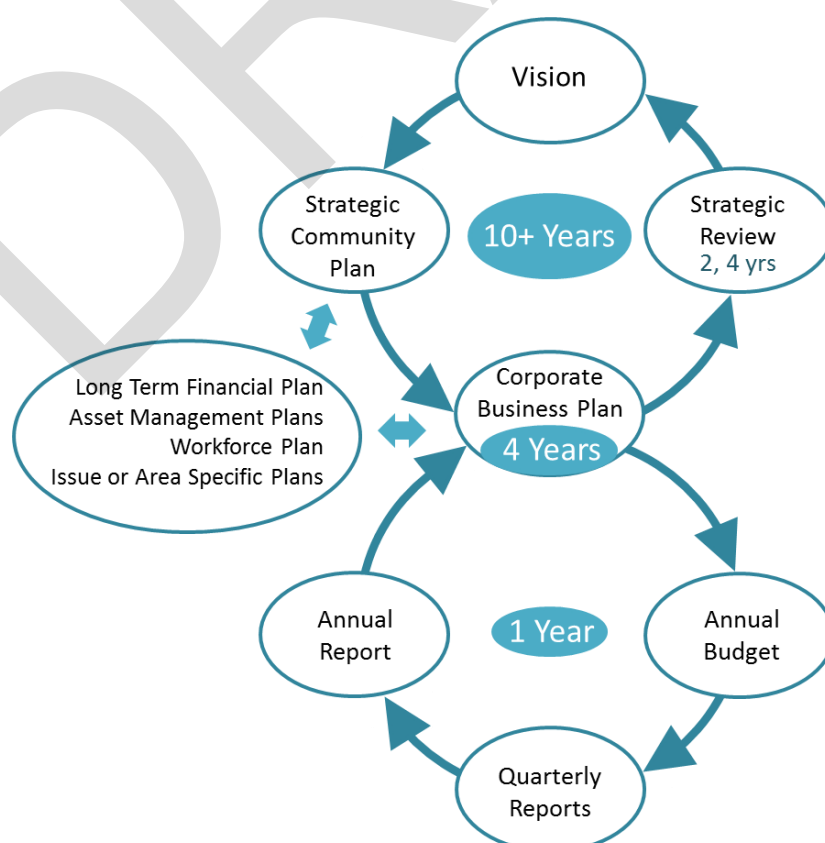 Vision
Strategic
Community
Plan
10+ Years
Strategic
Review
2, 4 yrs
Long Term Financial Plan
Asset Management Plans
Workforce Plan
Issue or Area Specific Plans
Corporate
Business Plan
4 Years
Annual
Report
1 Year
Annual
Budget
Quarterly
Reports